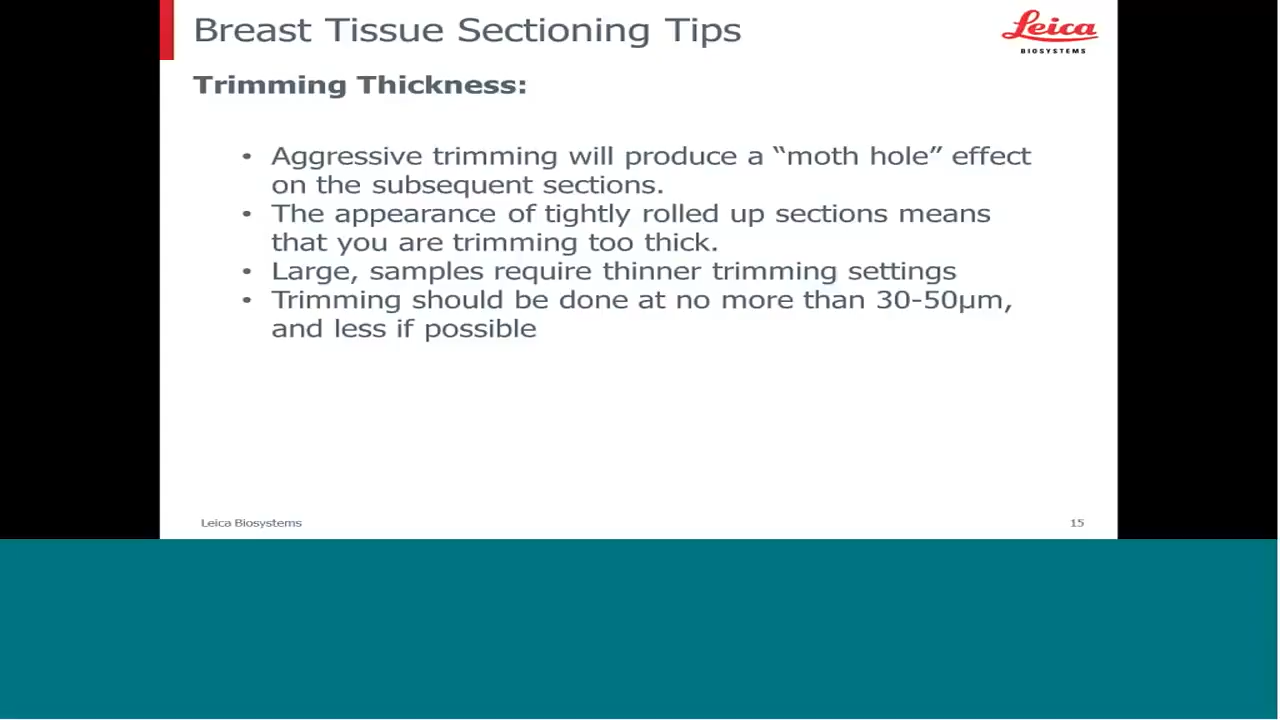 Breast Tissue Sectioning Tips
Leica
BIOSYSTEMS
Trimming Thickness:
• Aggressive trimming will produce a “moth hole” effect
on the subsequent sections.
• The appearance of tightly rolled up sections means
that you are trimming too thick.
• Large, samples require thinner trimming settings
• Trimming should be done at no more than 30-50µm,
and less if possible
Leica Biosystems
15